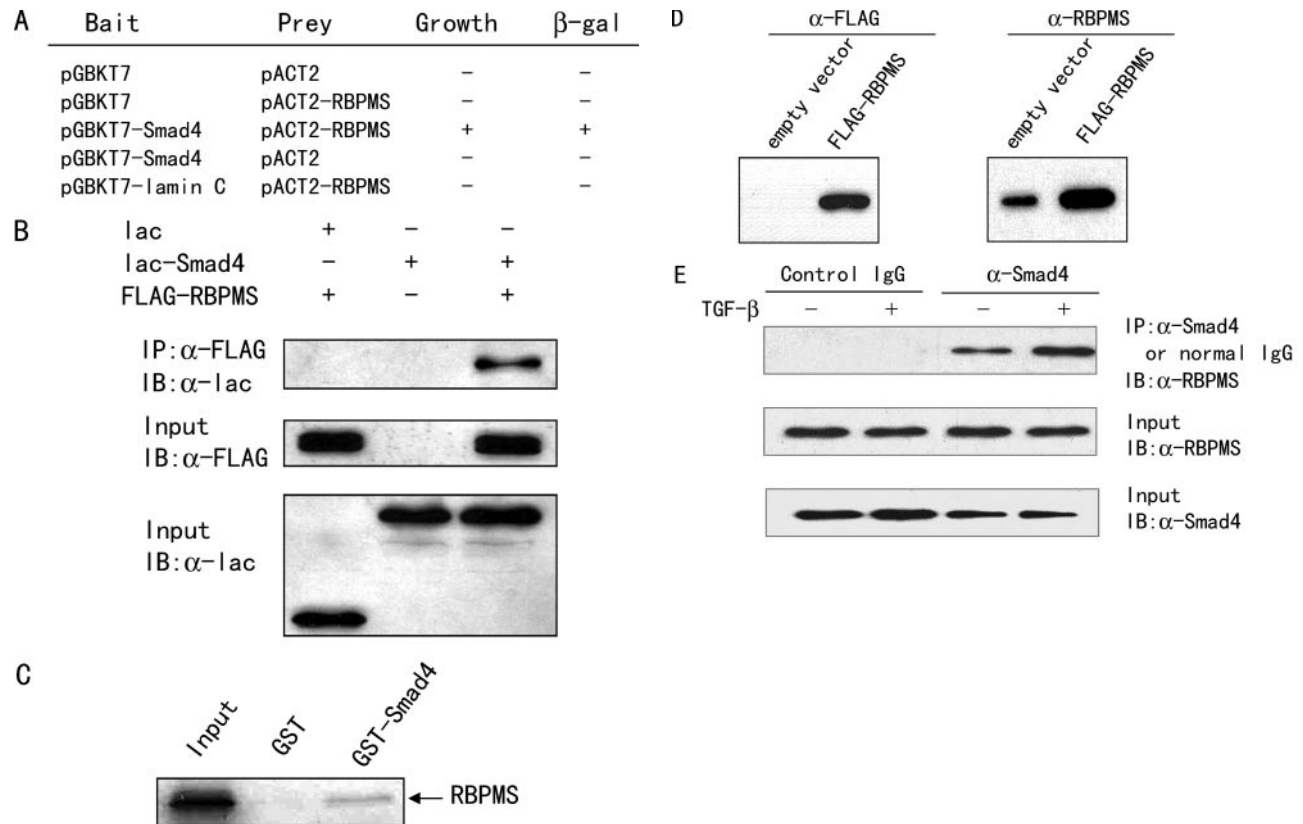 A
Bait Prey Growth β-gal
pGBKT7 pACT2 − −
pGBKT7 pACT2-RBPMS − −
pGBKT7-Smad4 pACT2-RBPMS + +
pGBKT7-Smad4 pACT2 − −
pGBKT7-lamin C pACT2-RBPMS − −
B
lac + − −
lac-Smad4 − + +
FLAG-RBPMS + − +
IP:α-FLAG
IB:α-lac
Input
IB:α-FLAG
Input
IB:α-lac
C
Input GST GST-Smad4
RBPMS
D
α-FLAG α-RBPMS
empty vector FLAG-RBPMS empty vector FLAG-RBPMS
E
Control IgG α-Smad4
TGF-β − + − +
IP:α-Smad4
or normal IgG
IB:α-RBPMS
Input
IB:α-RBPMS
Input
IB:α-Smad4